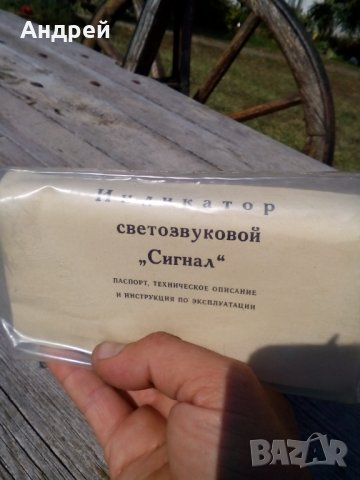 Андрей
Индикатор
светозвуковой
„Сигнал“
ПАСПОРТ, ТЕХНИЧЕСКОЕ ОПИСАНИЕ
И ИНСТРУКЦИЯ ПО ЭКСПЛУАТАЦИИ
BAZAR